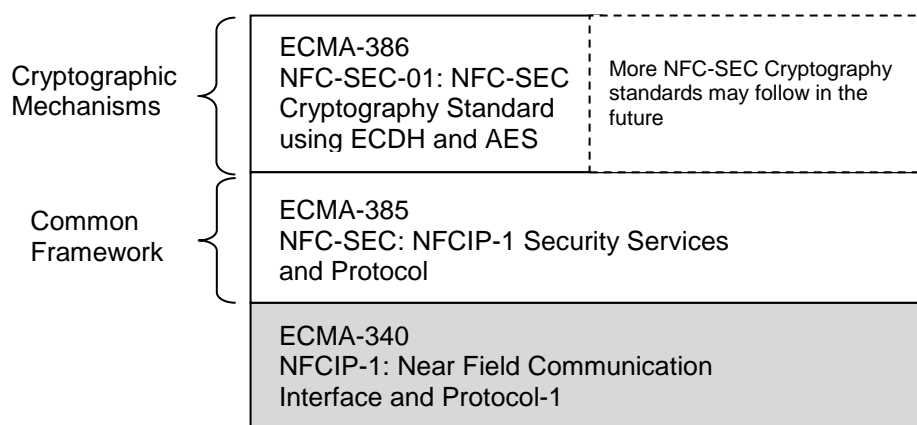 Cryptographic
Mechanisms
ECMA-386
NFC-SEC-01: NFC-SEC
Cryptography Standard
using ECDH and AES
More NFC-SEC Cryptography
standards may follow in the
future
Common
Framework
ECMA-385
NFC-SEC: NFCIP-1 Security Services
and Protocol
ECMA-340
NFCIP-1: Near Field Communication
Interface and Protocol-1